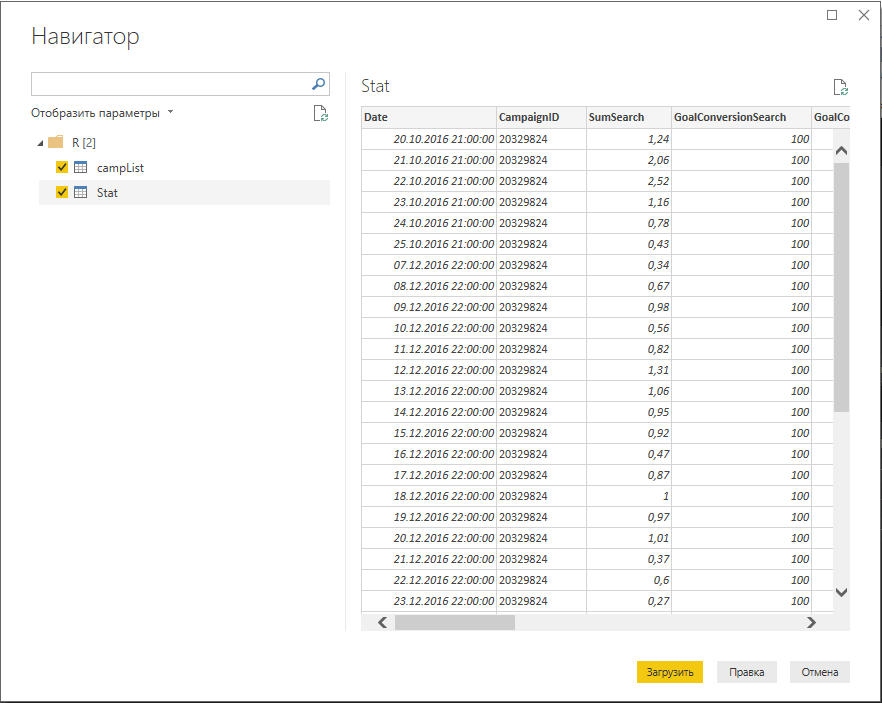 Навигатор
Отобразить параметры
R [2]
campList
Stat
Stat
Date CampaignID SumSearch GoalConversionSearch GoalCo
20.10.2016 21:00:00 20329824 1,24 100
21.10.2016 21:00:00 20329824 2,06 100
22.10.2016 21:00:00 20329824 2,52 100
23.10.2016 21:00:00 20329824 1,16 100
24.10.2016 21:00:00 20329824 0,78 100
25.10.2016 21:00:00 20329824 0,43 100
07.12.2016 22:00:00 20329824 0,34 100
08.12.2016 22:00:00 20329824 0,67 100
09.12.2016 22:00:00 20329824 0,98 100
10.12.2016 22:00:00 20329824 0,56 100
11.12.2016 22:00:00 20329824 0,82 100
12.12.2016 22:00:00 20329824 1,31 100
13.12.2016 22:00:00 20329824 1,06 100
14.12.2016 22:00:00 20329824 0,95 100
15.12.2016 22:00:00 20329824 0,92 100
16.12.2016 22:00:00 20329824 0,47 100
17.12.2016 22:00:00 20329824 0,87 100
18.12.2016 22:00:00 20329824 1 100
19.12.2016 22:00:00 20329824 0,97 100
20.12.2016 22:00:00 20329824 1,01 100
21.12.2016 22:00:00 20329824 0,37 100
22.12.2016 22:00:00 20329824 0,6 100
23.12.2016 22:00:00 20329824 0,27 100
Загрузить Правка Отмена